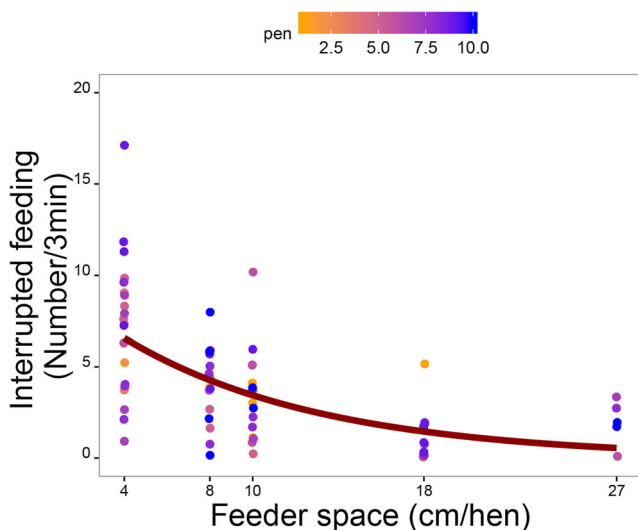 pen
2.5 5.0 7.5 10.0
Interrupted feeding
(Number/3min)
20
15
10
5
0
4 8 10 18 27
Feeder space (cm/hen)